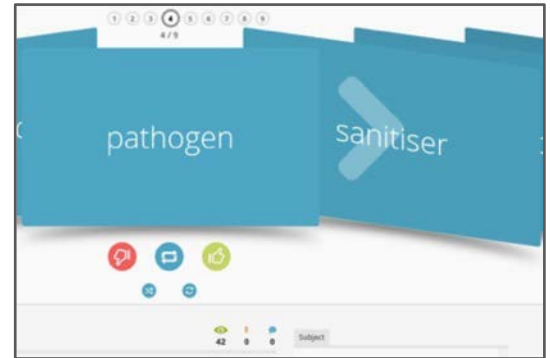 1 2 3 4 5 6 7 8 9
4 / 9
pathogen
sanitiser
42 0 0
Subject